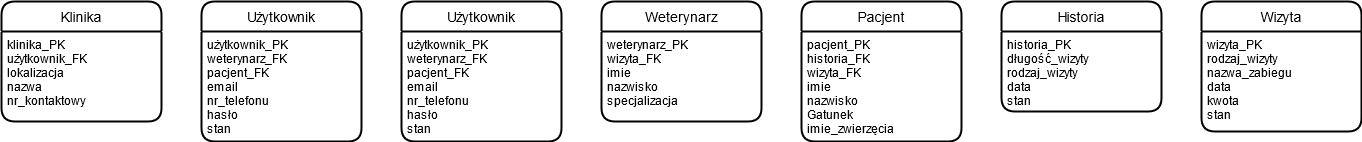 Klinika
klinika_PK
użytkownik_FK
lokalizacja
nazwa
nr_kontaktowy
Użytkownik
użytkownik_PK
weterynarz_FK
pacjent_FK
email
nr_telefonu
hasło
stan
Użytkownik
użytkownik_PK
weterynarz_FK
pacjent_FK
email
nr_telefonu
hasło
stan
Weterynarz
weterynarz_PK
wizyta_FK
imie
nazwisko
specjalizacja
Pacjent
pacjent_PK
historia_FK
wizyta_FK
imie
nazwisko
Gatunek
imie_zwierzęcia
Historia
historia_PK
długość_wizyty
rodzaj_wizyty
data
stan
Wizyta
wizyta_PK
rodzaj_wizyty
nazwa_zabiegu
data
kwota
stan